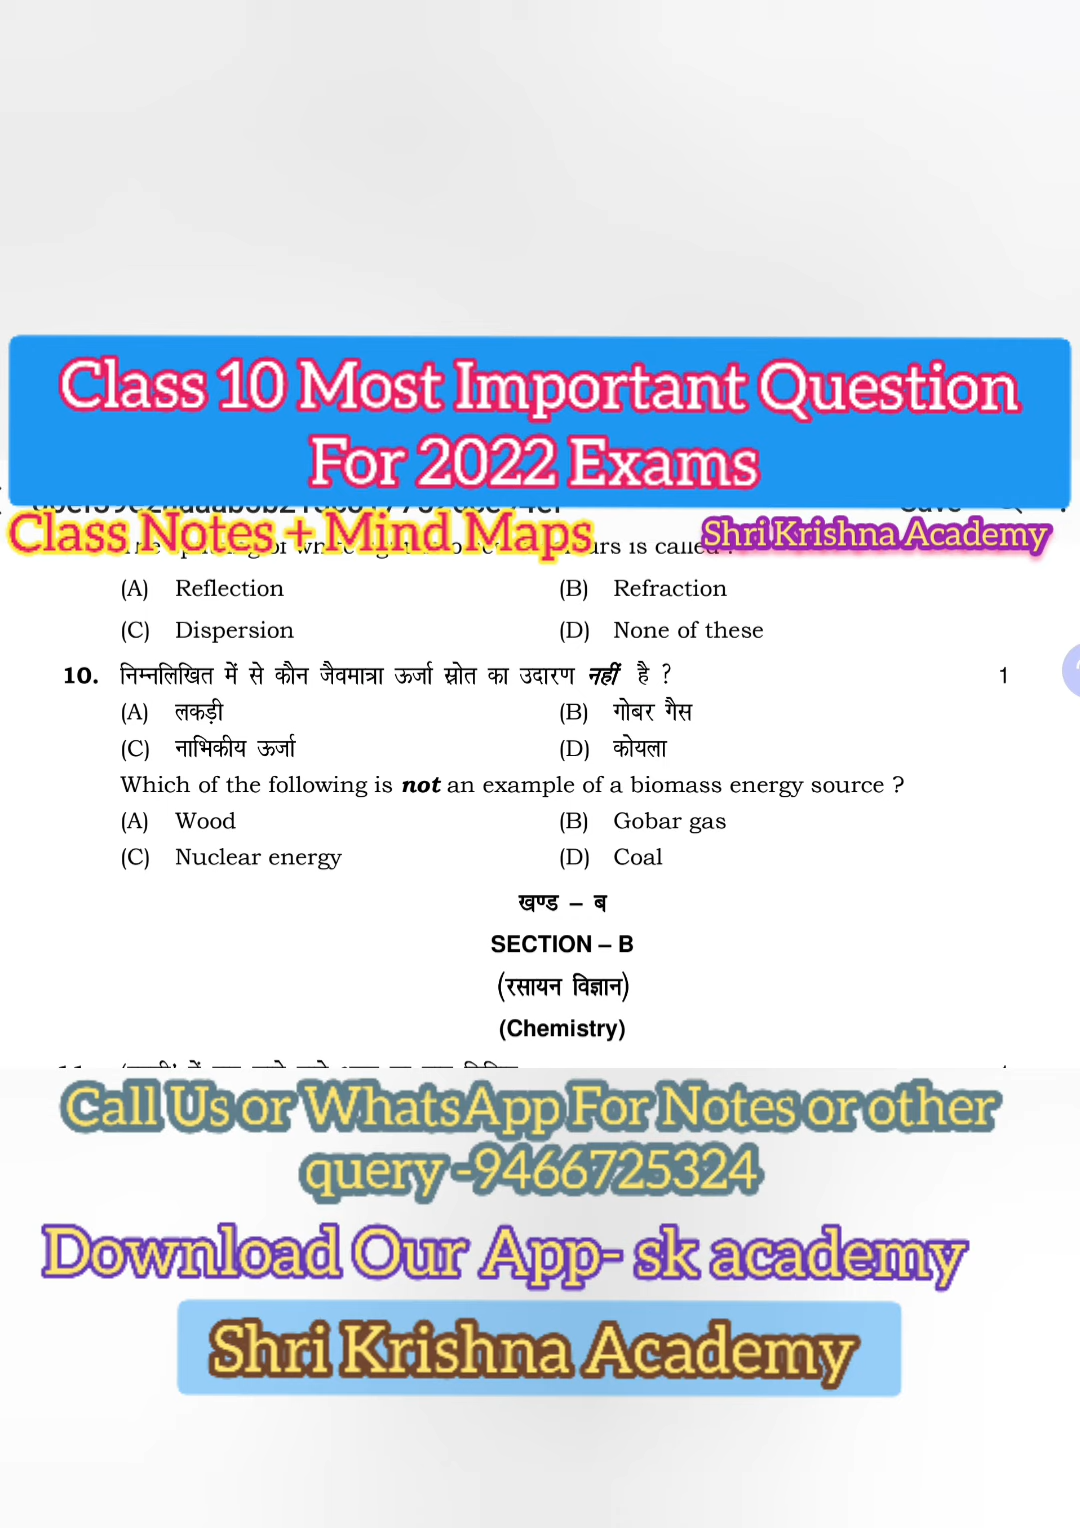 Class 10 Most Important Question
For 2022 Exams
Class Notes + Mind Maps
Shri Krishna Academy
is called ?
(A) Reflection (B) Refraction
(C) Dispersion (D) None of these
10. निम्नलिखित में से कौन जैवमात्रा ऊर्जा स्रोत का उदारण नहीं है ? 1
(A) लकड़ी (B) गोबर गैस
(C) नाभिकीय ऊर्जा (D) कोयला
Which of the following is not an example of a biomass energy source ?
(A) Wood (B) Gobar gas
(C) Nuclear energy (D) Coal
खण्ड – ब
SECTION – B
(रसायन विज्ञान)
(Chemistry)
Call Us or WhatsApp For Notes or other
query -9466725324
Download Our App- sk academy
Shri Krishna Academy